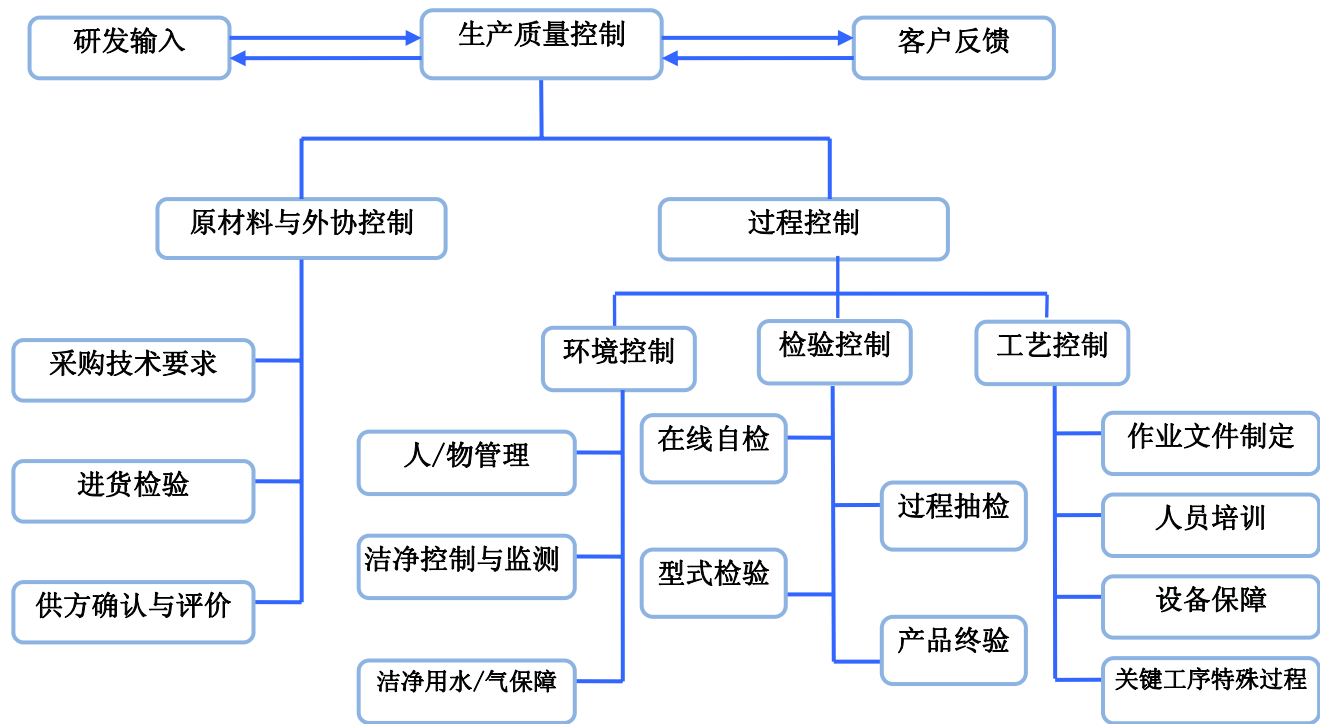 研发输入
生产质量控制
客户反馈
原材料与外协控制
过程控制
采购技术要求
进货检验
供方确认与评价
环境控制
检验控制
工艺控制
人/物管理
洁净控制与监测
洁净用水/气保障
在线自检
过程抽检
型式检验
产品终验
作业文件制定
人员培训
设备保障
关键工序特殊过程